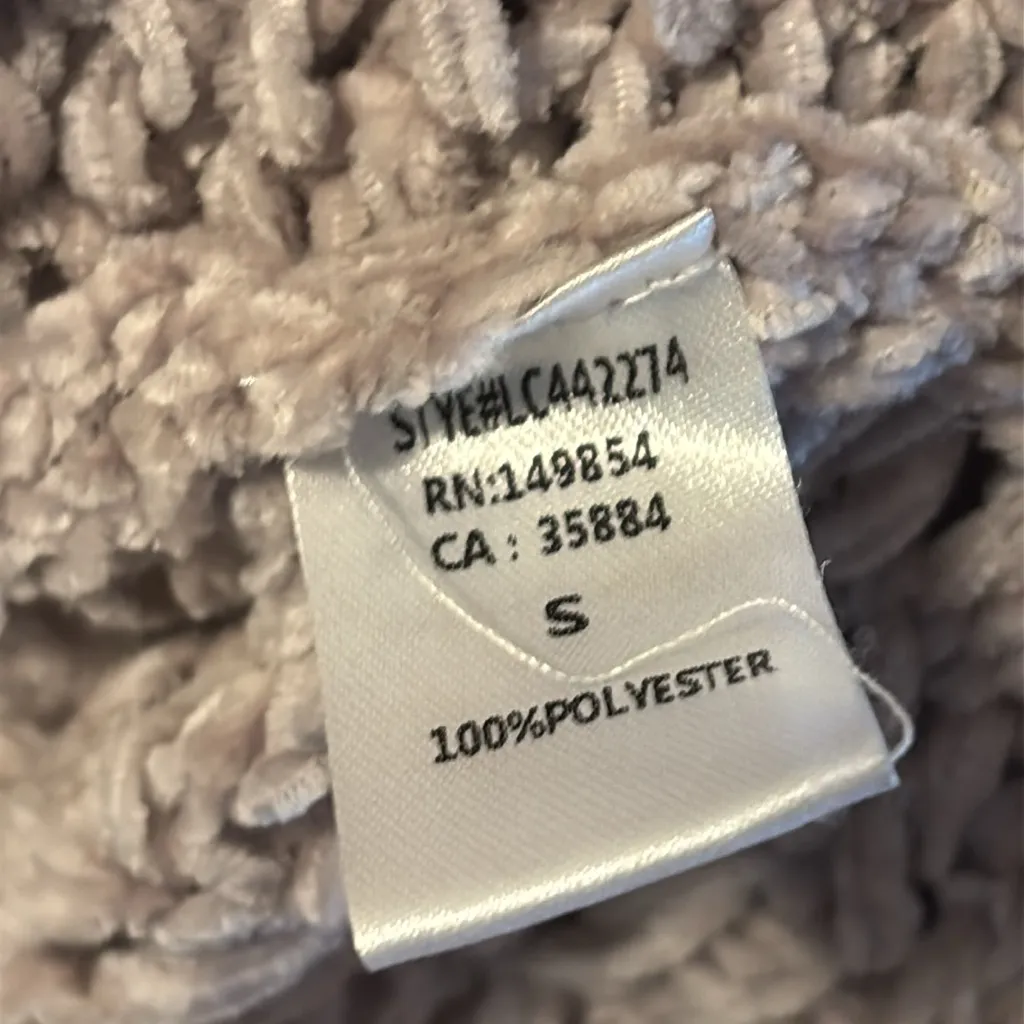 STYE#LC442274
RN:149854
CA : 35884
S
100%POLYESTER